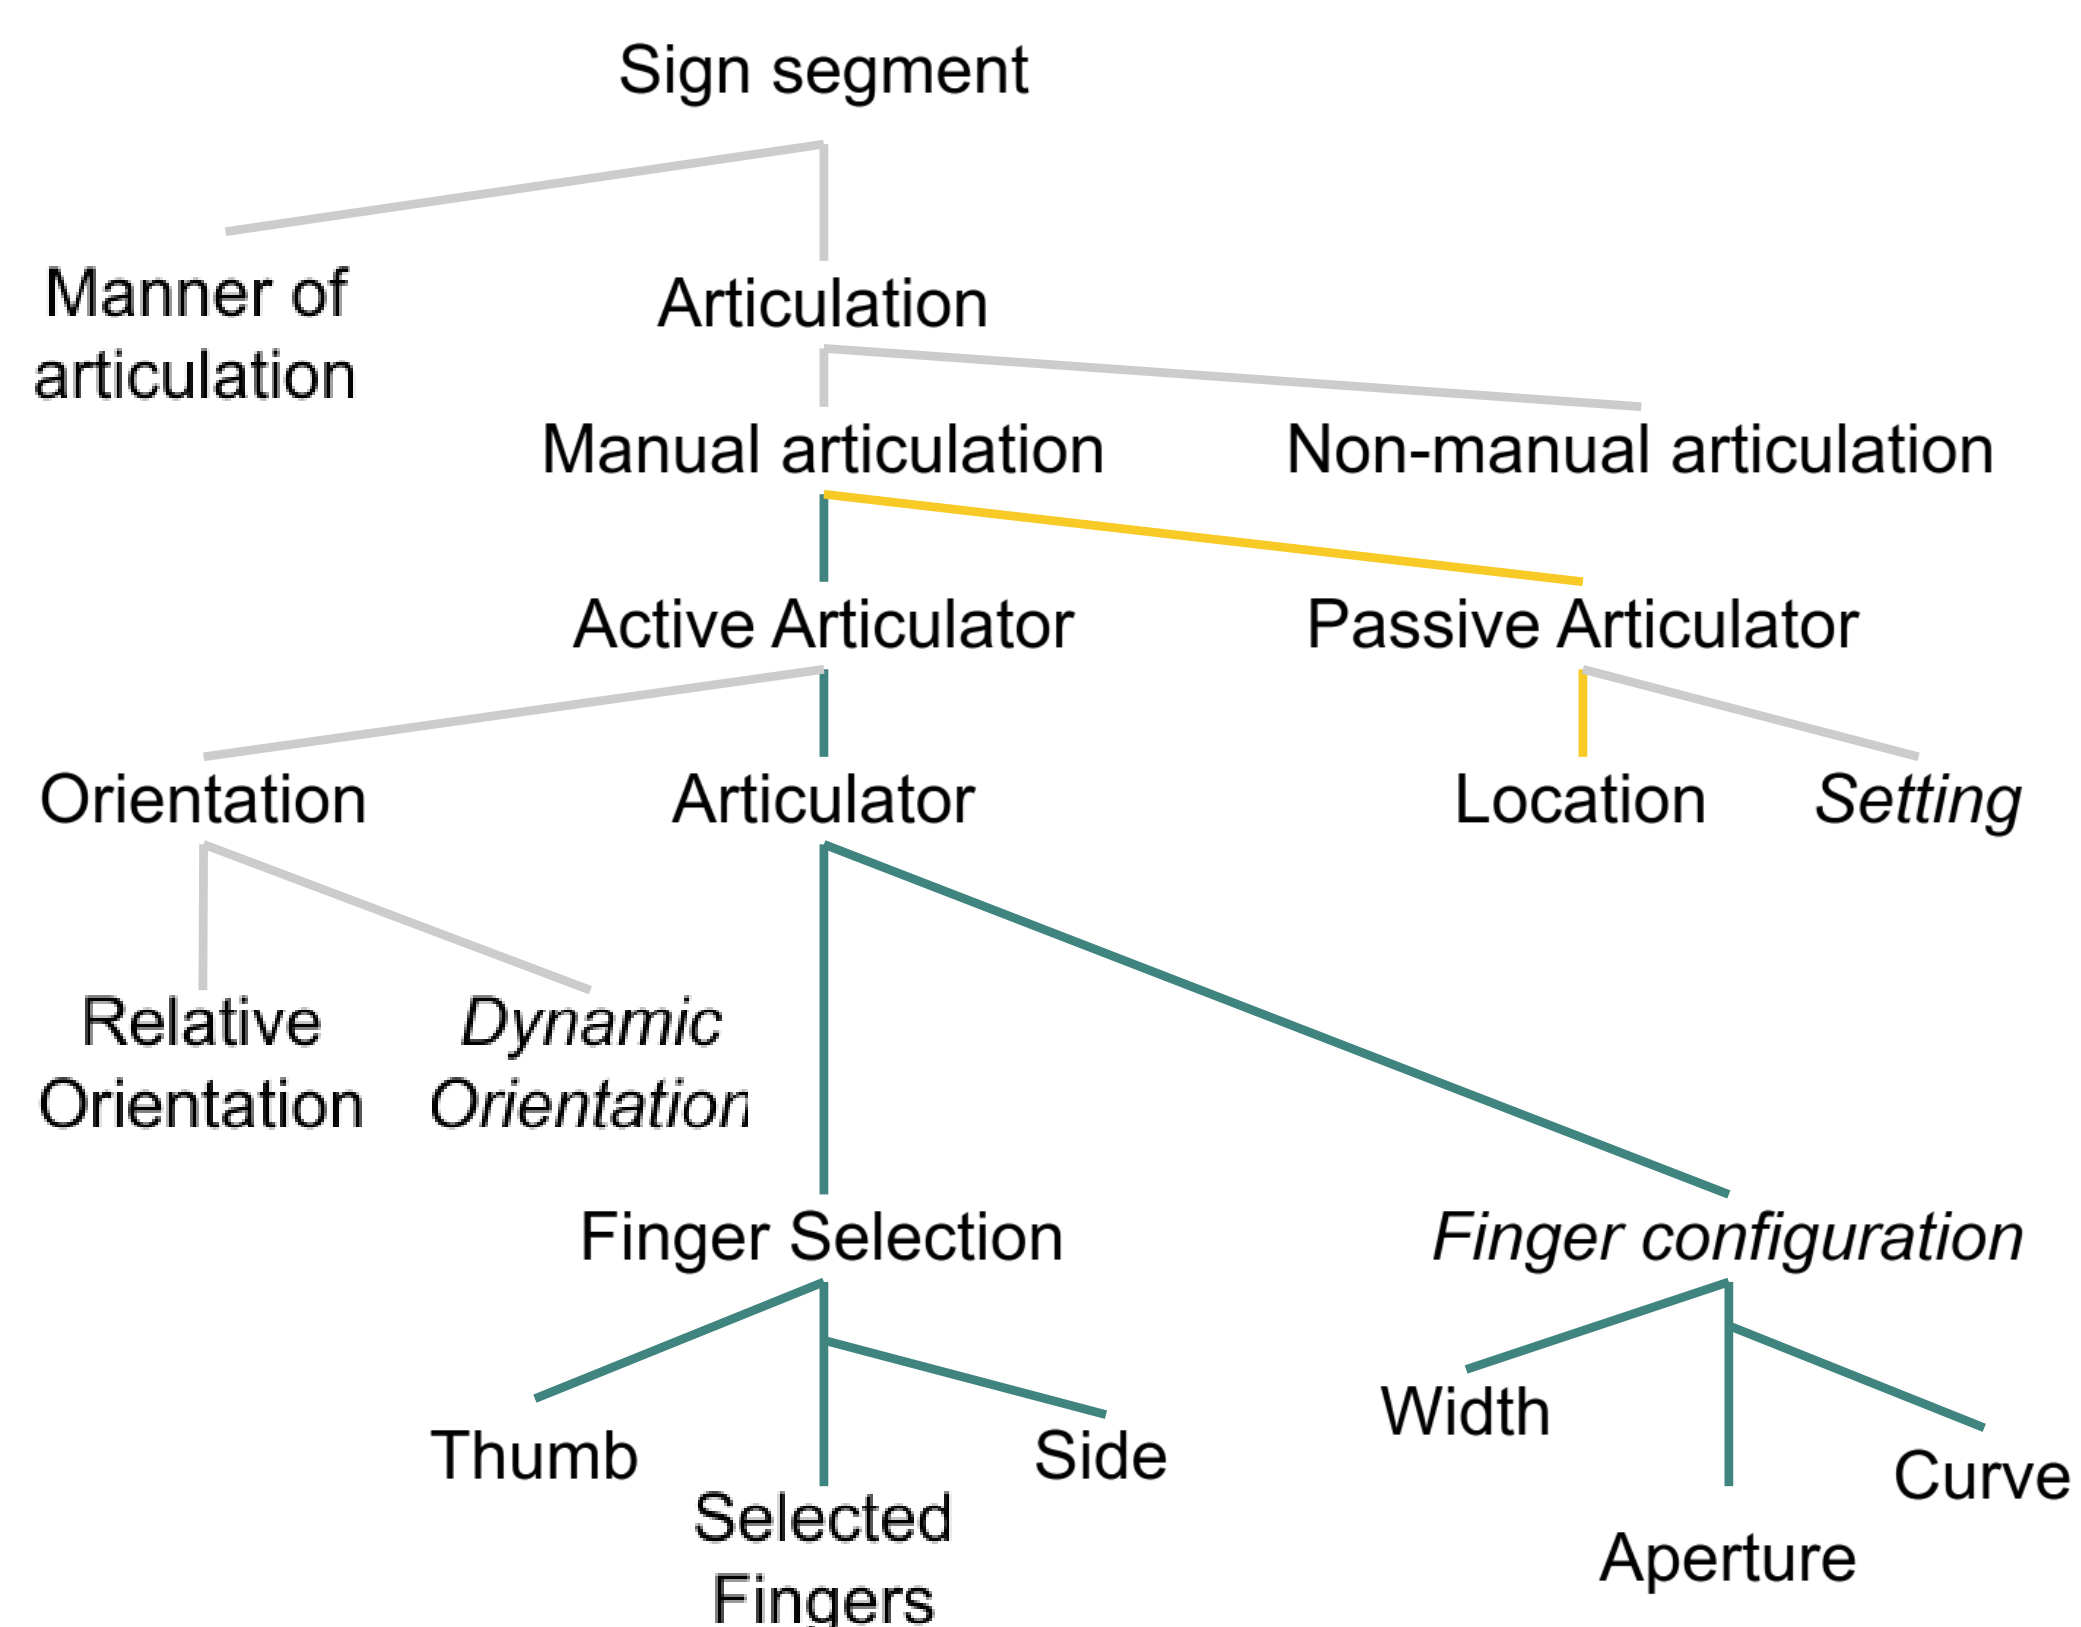 Sign segment
Manner of
articulation
Articulation
Manual articulation
Non-manual articulation
Active Articulator
Passive Articulator
Orientation
Articulator
Location
Setting
Relative
Orientation
Dynamic
Orientation
Finger Selection
Finger configuration
Thumb
Selected
Fingers
Side
Width
Aperture
Curve